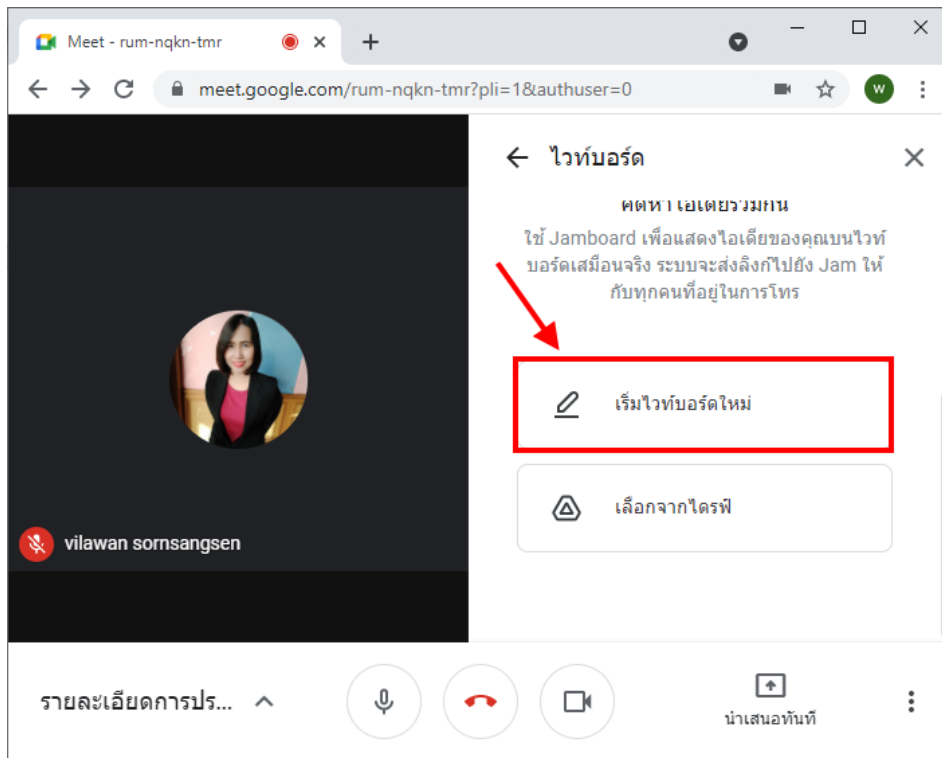 Meet - rum-nqkn-tmr
meet.google.com/rum-nqkn-tmr?pli=1&authuser=0
W
ไวท์บอร์ด
ใช้ Jamboard เพื่อแสดงไอเดียของคุณบนไวท์
บอร์ดเสมือนจริง ระบบจะส่งลิงก์ไปยัง Jam ให้
กับทุกคนที่อยู่ในการโทร
เริ่มไวท์บอร์ดใหม่
เลือกจากไดรฟ์
vilawan sornsangsen
รายละเอียดการปร...
นำเสนอทันที